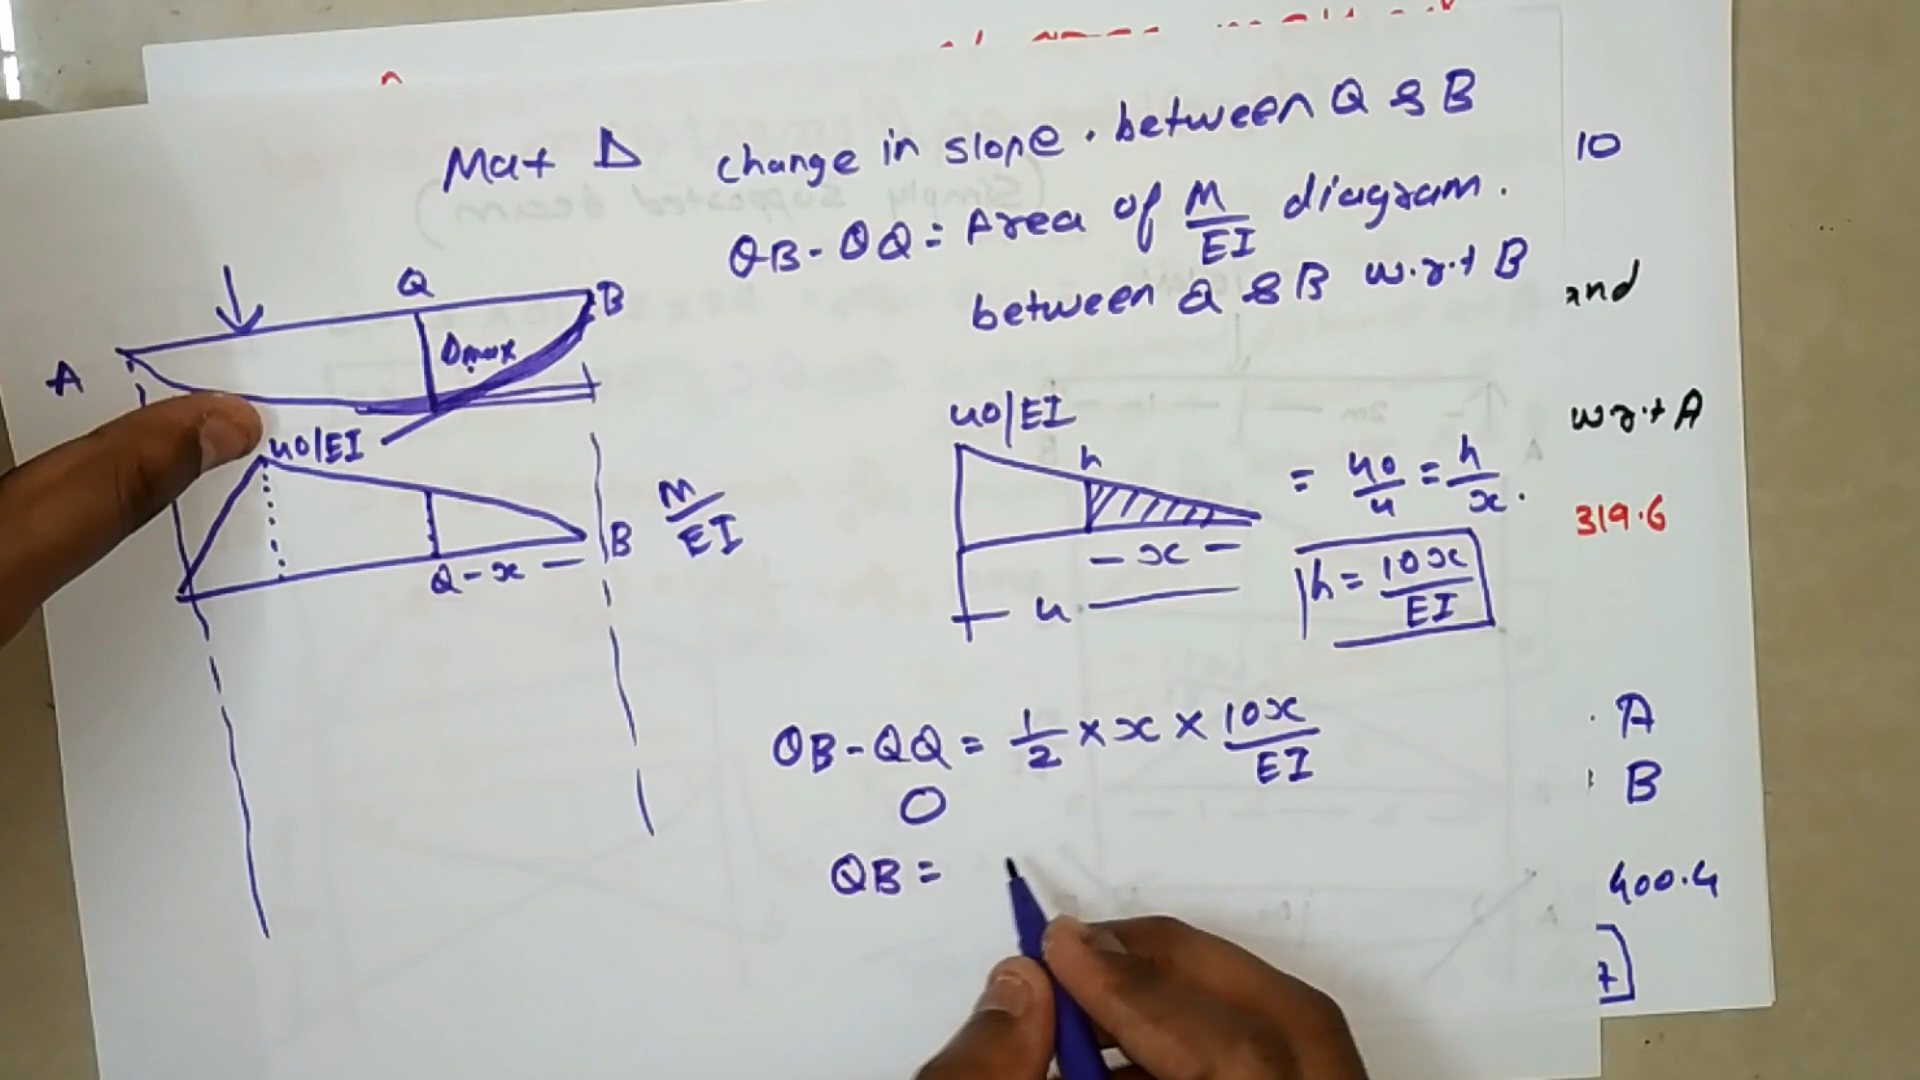 Max Δ change in slope. between Q & B
θB - θQ = Area of M/EI diagram.
between Q & B w.r.t B
Q
B
Dmax
A
40/EI
M/EI
B
Q - x -
40/EI
h
- x -
4
= 40/4 = h/x.
h = 10x/EI
θB - θQ = 1/2 × x × 10x/EI
0
θB =
10
and
w r.t A
319.6
A
B
400.4